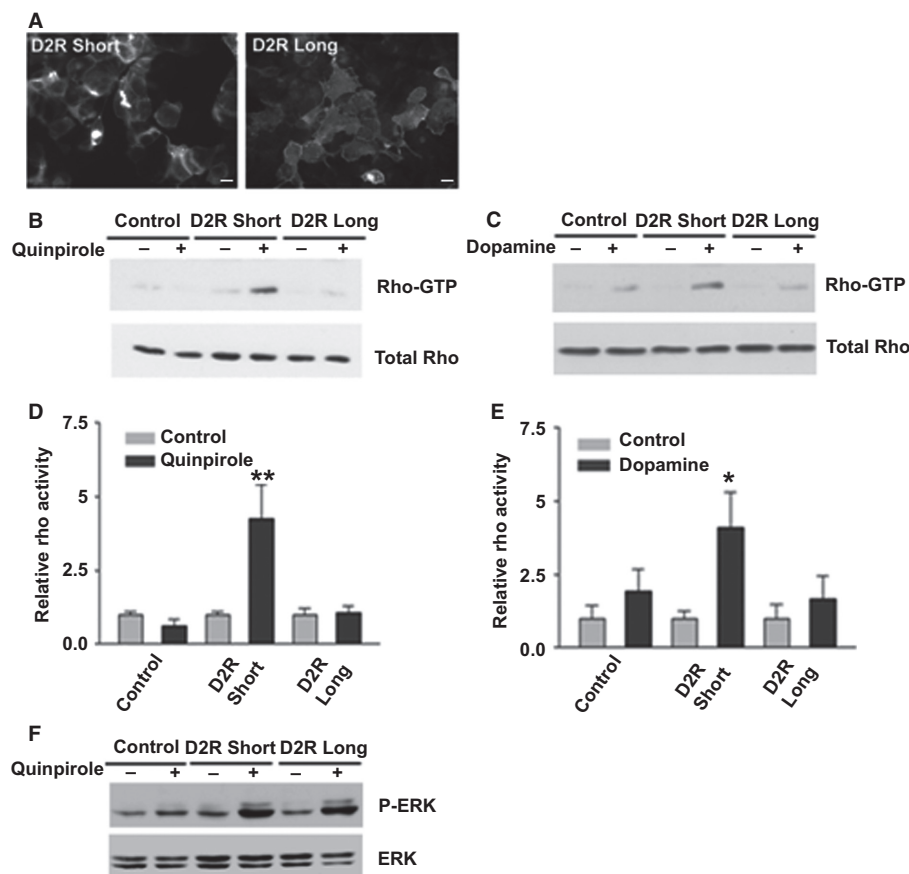 A
D2R Short
D2R Long
B
Control D2R Short D2R Long
Quinpirole – + – + – +
Rho-GTP
Total Rho
C
Control D2R Short D2R Long
Dopamine – + – + – +
Rho-GTP
Total Rho
D
7.5
5
2.5
0.0
Relative rho activity
Control
Quinpirole
**
Control
D2R Short
D2R Long
E
7.5
5
2.5
0.0
Relative rho activity
Control
Dopamine
*
Control
D2R Short
D2R Long
F
Control D2R Short D2R Long
Quinpirole – + – + – +
P-ERK
ERK